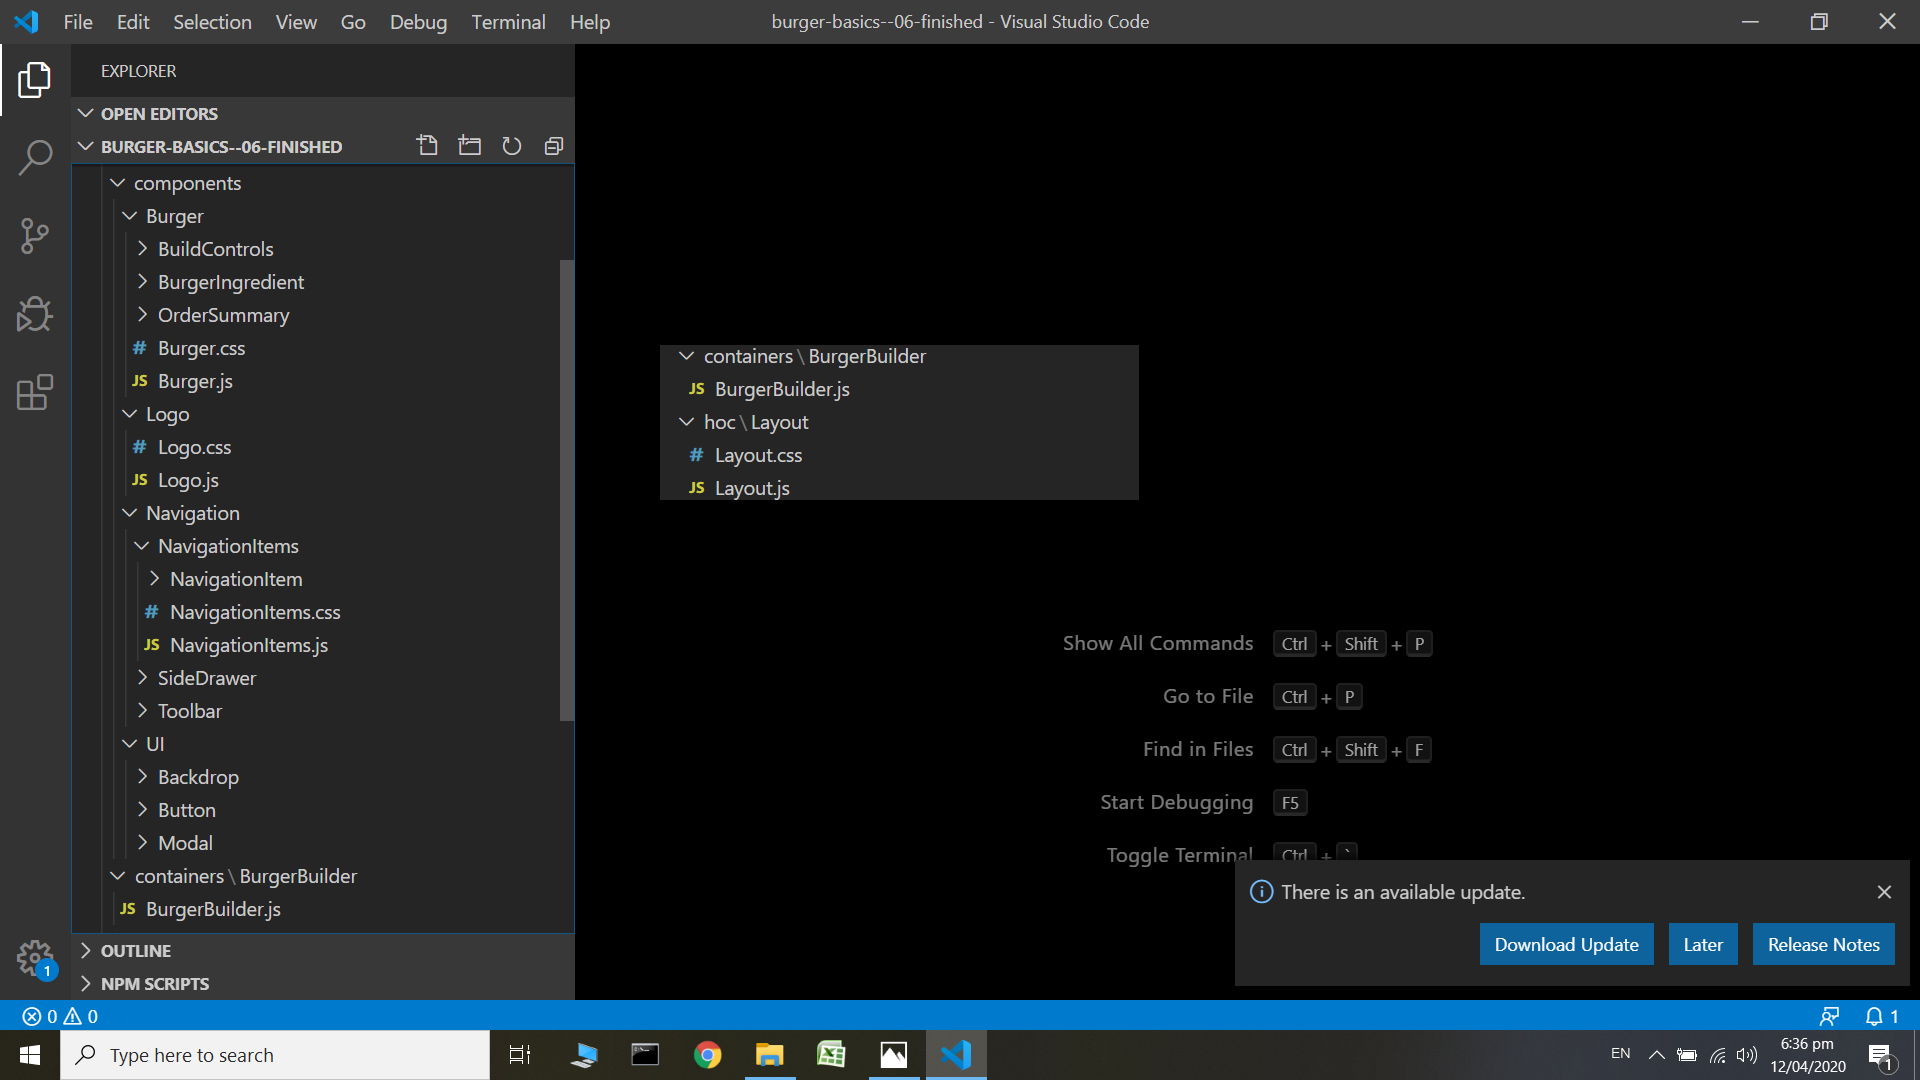 File Edit Selection View Go Debug Terminal Help
burger-basics--06-finished - Visual Studio Code
EXPLORER
OPEN EDITORS
BURGER-BASICS--06-FINISHED
components
Burger
BuildControls
BurgerIngredient
OrderSummary
# Burger.css
JS Burger.js
Logo
# Logo.css
JS Logo.js
Navigation
NavigationItems
NavigationItem
# NavigationItems.css
JS NavigationItems.js
SideDrawer
Toolbar
UI
Backdrop
Button
Modal
containers \ BurgerBuilder
JS BurgerBuilder.js
OUTLINE
NPM SCRIPTS
1
containers \ BurgerBuilder
JS BurgerBuilder.js
hoc \ Layout
# Layout.css
JS Layout.js
Show All Commands Ctrl + Shift + P
Go to File Ctrl + P
Find in Files Ctrl + Shift + F
Start Debugging F5
Toggle Terminal Ctrl + `
There is an available update.
Download Update Later Release Notes
0 0
1
Type here to search
EN
6:36 pm
12/04/2020
1